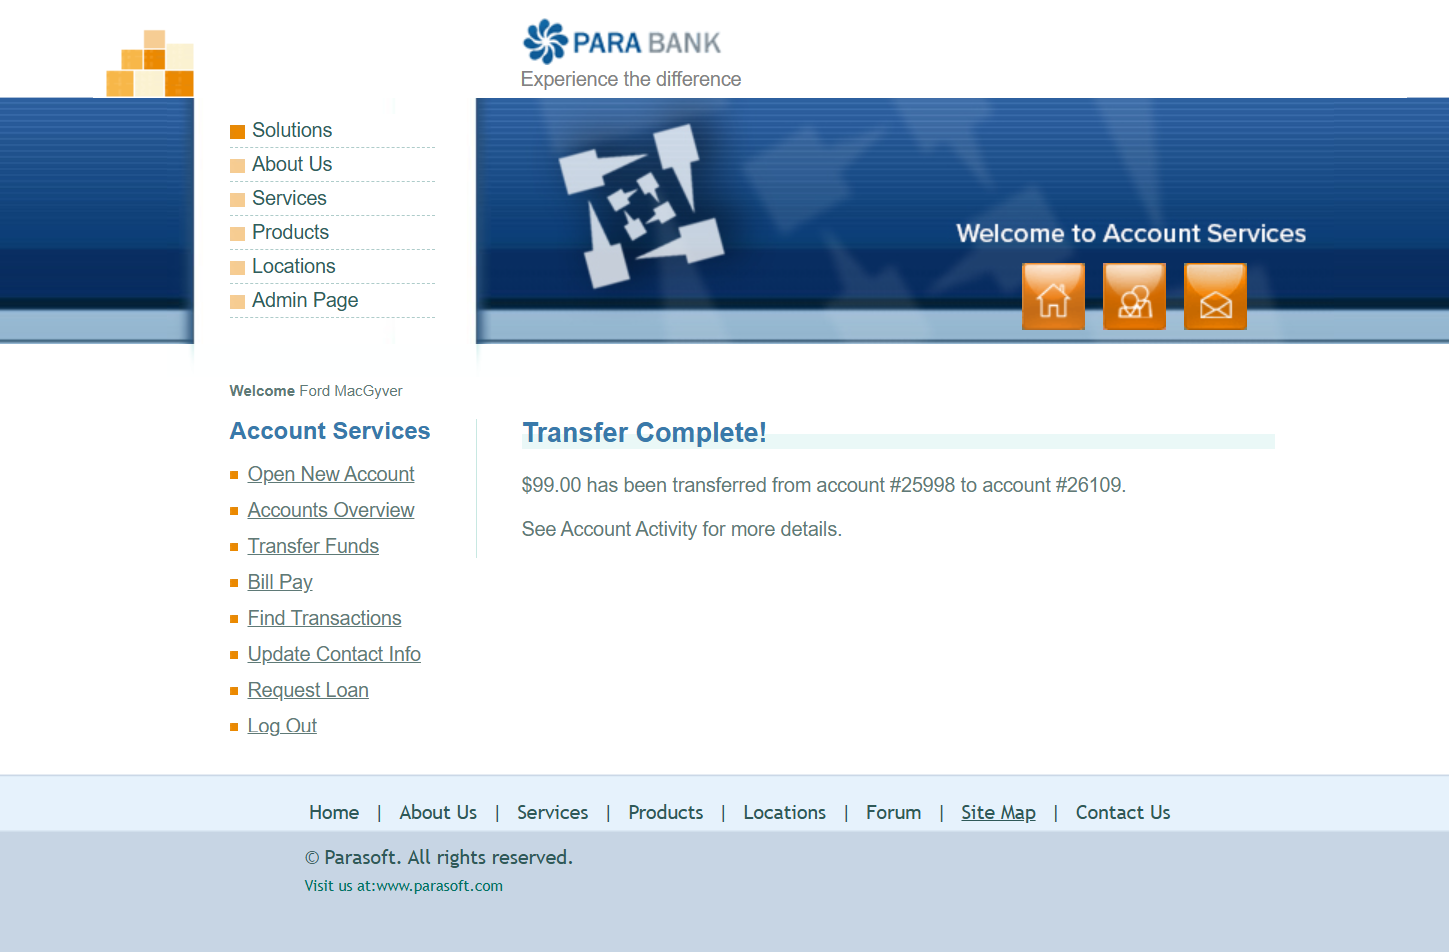 PARA BANK
Experience the difference
Solutions
About Us
Services
Products
Locations
Admin Page
Welcome to Account Services
Welcome Ford MacGyver
Account Services
Open New Account
Accounts Overview
Transfer Funds
Bill Pay
Find Transactions
Update Contact Info
Request Loan
Log Out
Transfer Complete!
$99.00 has been transferred from account #25998 to account #26109.
See Account Activity for more details.
Home | About Us | Services | Products | Locations | Forum | Site Map | Contact Us
© Parasoft. All rights reserved.
Visit us at:www.parasoft.com